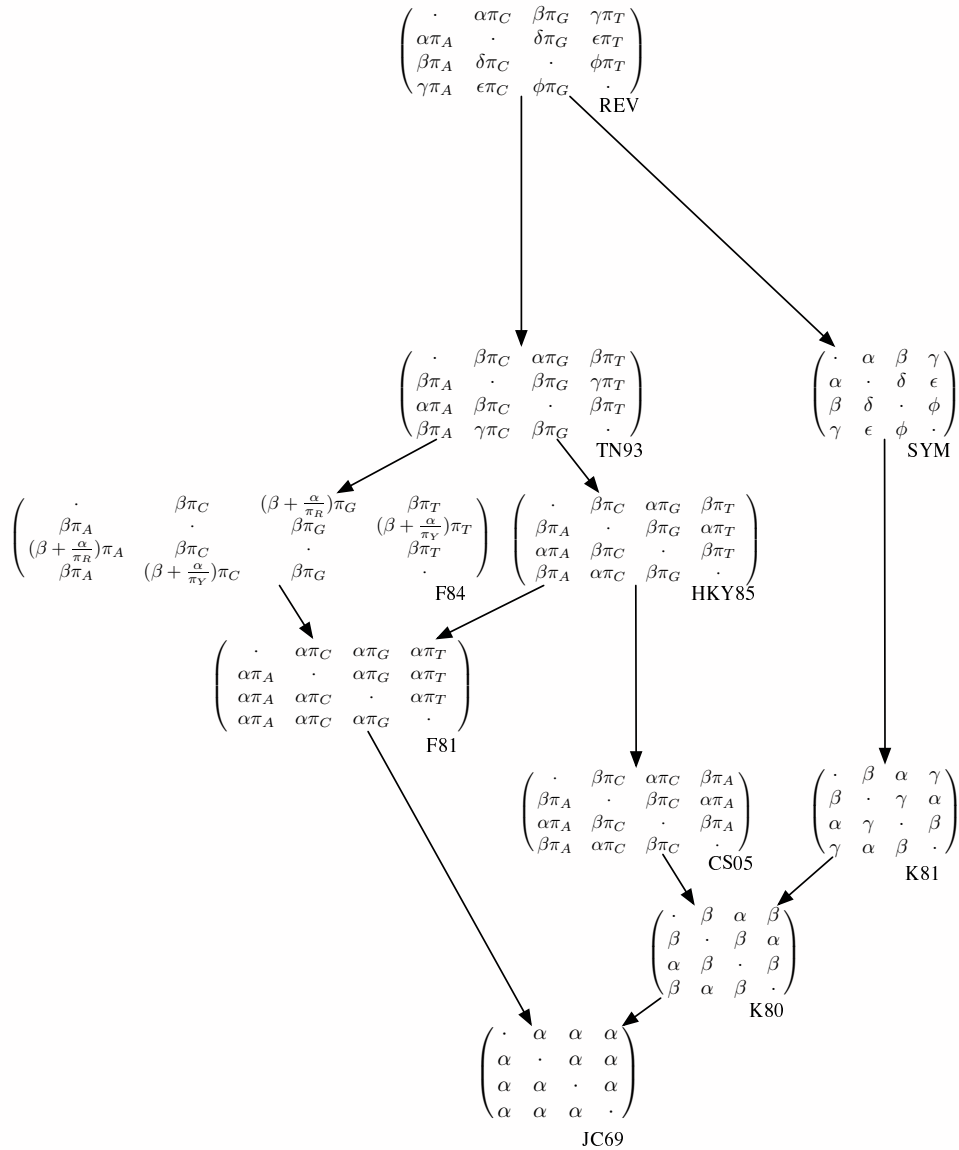 · απ_C βπ_G γπ_T
απ_A · δπ_G ϵπ_T
βπ_A δπ_C · ϕπ_T
γπ_A ϵπ_C ϕπ_G ·
REV
· βπ_C απ_G βπ_T
βπ_A · βπ_G γπ_T
απ_A βπ_C · βπ_T
βπ_A γπ_C βπ_G ·
TN93
· α β γ
α · δ ϵ
β δ · ϕ
γ ϵ ϕ ·
SYM
· βπ_C (β + α/π_R)π_G βπ_T
βπ_A · βπ_G (β + α/π_Y)π_T
(β + α/π_R)π_A βπ_C · βπ_T
βπ_A (β + α/π_Y)π_C βπ_G ·
F84
· βπ_C απ_G βπ_T
βπ_A · βπ_G απ_T
απ_A βπ_C · βπ_T
βπ_A απ_C βπ_G ·
HKY85
· απ_C απ_G απ_T
απ_A · απ_G απ_T
απ_A απ_C · απ_T
απ_A απ_C απ_G ·
F81
· βπ_C απ_C βπ_A
βπ_A · βπ_C απ_A
απ_A βπ_C · βπ_A
βπ_A απ_C βπ_C ·
CS05
· β α γ
β · γ α
α γ · β
γ α β ·
K81
· β α β
β · β α
α β · β
β α β ·
K80
· α α α
α · α α
α α · α
α α α ·
JC69